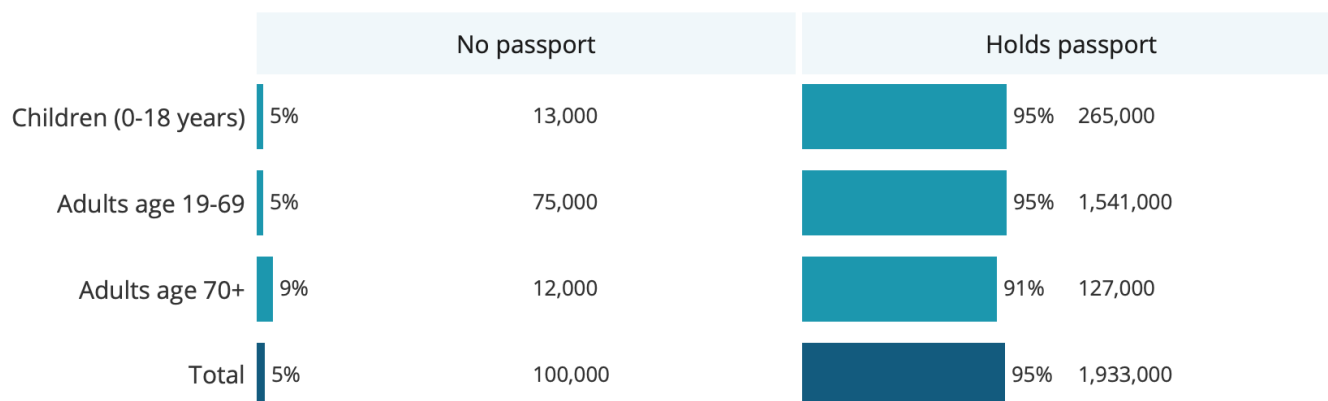 No passport Holds passport
Children (0-18 years) 5% 13,000 95% 265,000
Adults age 19-69 5% 75,000 95% 1,541,000
Adults age 70+ 9% 12,000 91% 127,000
Total 5% 100,000 95% 1,933,000